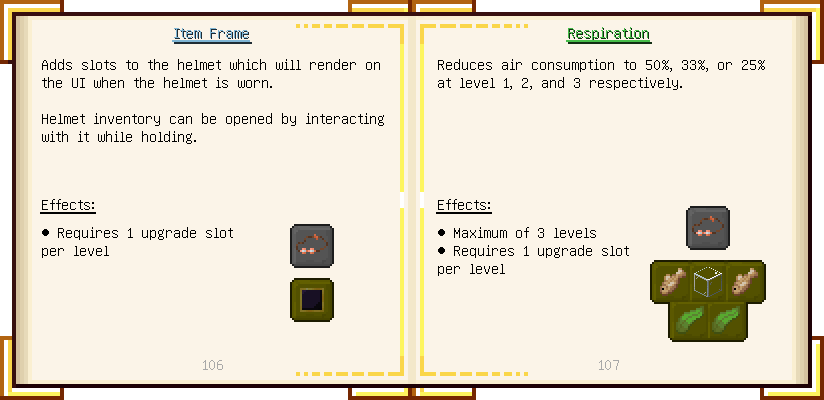 Item Frame
Adds slots to the helmet which will render on
the UI when the helmet is worn.
Helmet inventory can be opened by interacting
with it while holding.
Effects:
● Requires 1 upgrade slot
per level
106
Respiration
Reduces air consumption to 50%, 33%, or 25%
at level 1, 2, and 3 respectively.
Effects:
● Maximum of 3 levels
● Requires 1 upgrade slot
per level
107